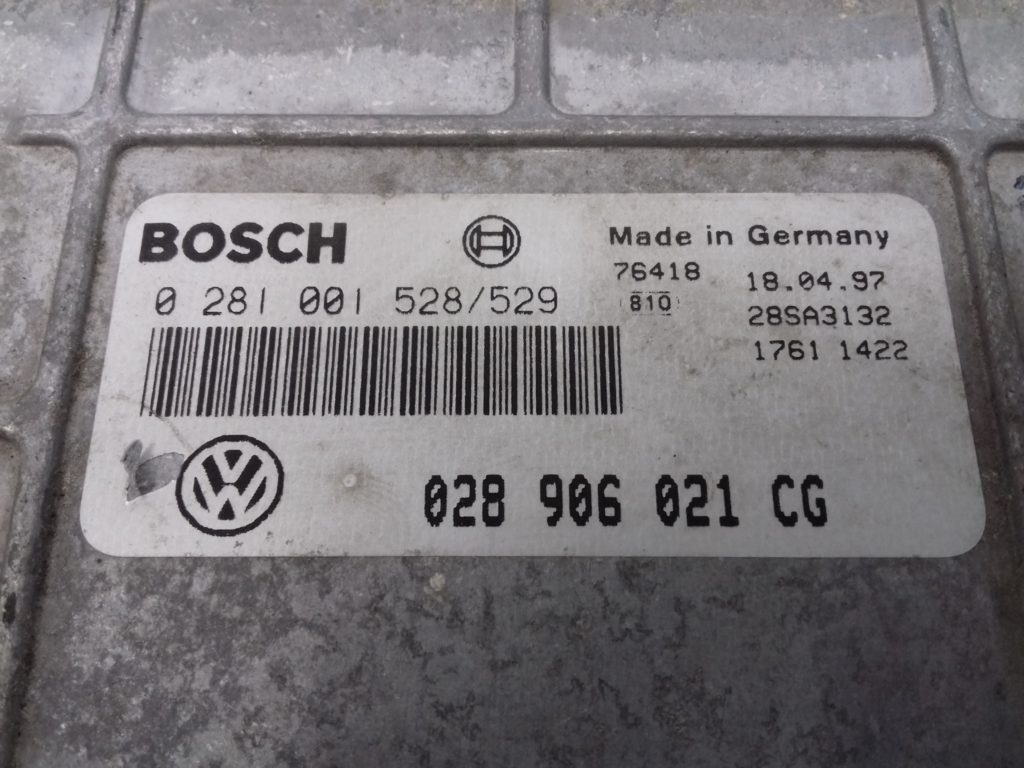 BOSCH
Made in Germany
0 281 001 528/529
76418
18.04.97
810
28SA3132
1761 1422
VW
028 906 021 CG